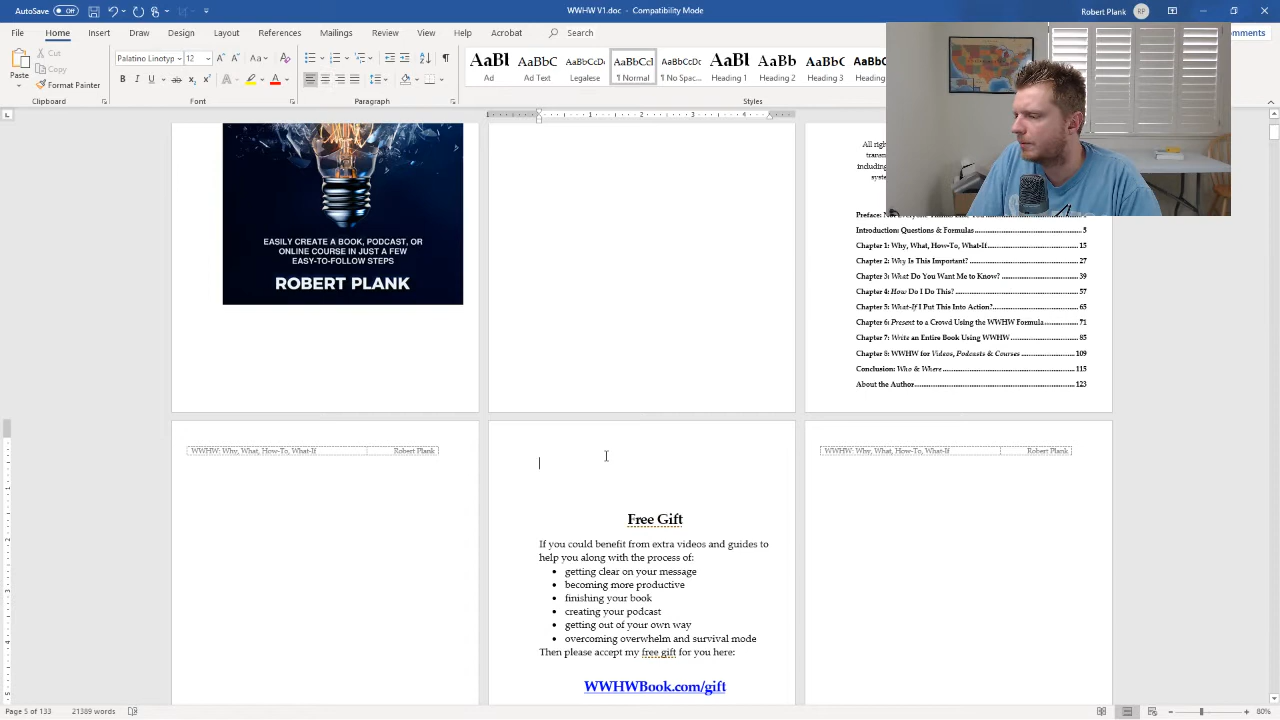 WWHW V1.doc - Compatibility Mode
RB
File Home Insert Draw Design Layout References Mailings Review View Help Acrobat Search
Comments
Paste
Cut
Copy
Format Painter
Clipboard
Palatino Linotyp 12
Font
Paragraph
AaBl AaBbC AaBbCcDc AaBbCcI AaBbCcDc AaBl AaBb AaBbC AaBbC
Ad Ad Text Legalese ¶ Normal ¶ No Spac... Heading 1 Heading 2 Heading 3
Styles
EASILY CREATE A BOOK, PODCAST, OR
ONLINE COURSE IN JUST A FEW
EASY-TO-FOLLOW STEPS
ROBERT PLANK
All righ
transm
including
syste
Preface:
Introduction: Questions & Formulas 5
Chapter 1: Why, What, How-To, What-If 15
Chapter 2: Why Is This Important? 27
Chapter 3: What Do You Want Me to Know? 39
Chapter 4: How Do I Do This? 57
Chapter 5: What-If I Put This Into Action? 65
Chapter 6: Present to a Crowd Using the WWHW Formula 71
Chapter 7: Write an Entire Book Using WWHW 85
Chapter 8: WWHW for Videos, Podcasts & Courses 109
Conclusion: Who & Where 115
About the Author 123
WWHW: Why, What, How-To, What-If Robert Plank
Free Gift
If you could benefit from extra videos and guides to
help you along with the process of:
• getting clear on your message
• becoming more productive
• finishing your book
• creating your podcast
• getting out of your own way
• overcoming overwhelm and survival mode
Then please accept my free gift for you here:
WWHWBook.com/gift
WWHW: Why, What, How-To, What-If Robert Plank
Page 5 of 133 21389 words
80%